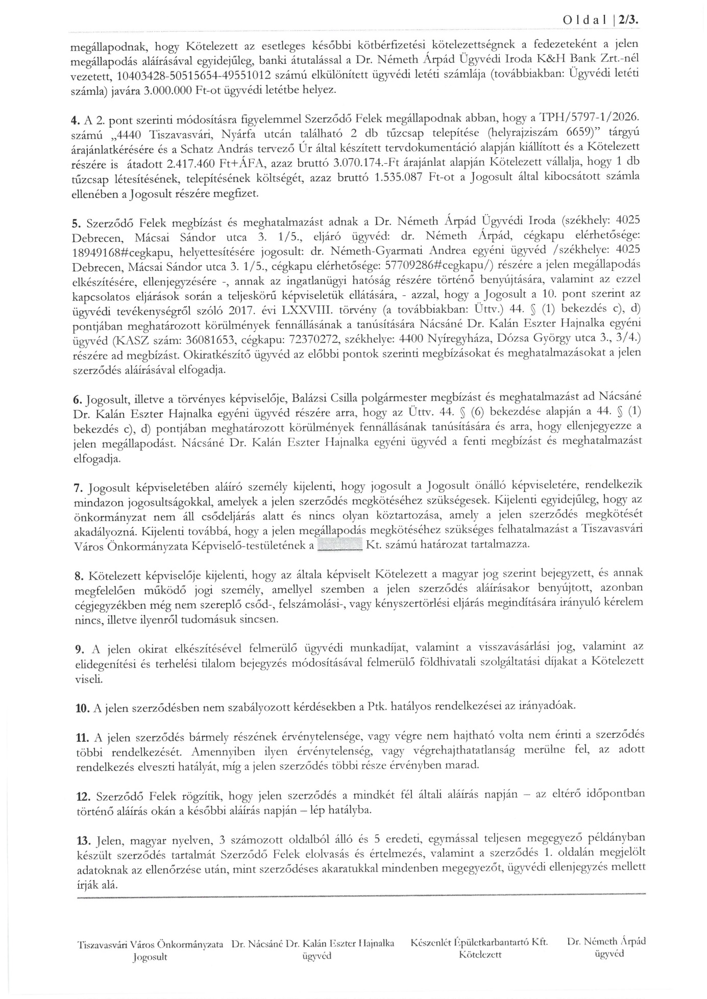 Oldal | 2/3.
megállapodnak, hogy Kötelezett az esetleges későbbi kötbérfizetési kötelezettségnek a fedezeteként a jelen
megállapodás aláírásával egyidejűleg, banki átutalással a Dr. Németh Árpád Ügyvédi Iroda K&H Bank Zrt.-nél
vezetett, 10403428-50515654-49551012 számú elkülönített ügyvédi letéti számlája (továbbiakban: Ügyvédi letéti
számla) javára 3.000.000 Ft-ot ügyvédi letétbe helyez.
4. A 2. pont szerinti módosításra figyelemmel Szerződő Felek megállapodnak abban, hogy a TPH/5797-1/2026.
számú „4440 Tiszavasvári, Nyárfa utcán található 2 db tűzcsap telepítése (helyrajziszám 6659)” tárgyú
árajánlatkérésére és a Schatz András tervező Úr által készített tervdokumentáció alapján kiállított és a Kötelezett
részére is átadott 2.417.460 Ft+ÁFA, azaz bruttó 3.070.174.-Ft árajánlat alapján Kötelezett vállalja, hogy 1 db
tűzcsap létesítésének, telepítésének költségét, azaz bruttó 1.535.087 Ft-ot a Jogosult által kibocsátott számla
ellenében a Jogosult részére megfizet.
5. Szerződő Felek megbízást és meghatalmazást adnak a Dr. Németh Árpád Ügyvédi Iroda (székhely: 4025
Debrecen, Mácsai Sándor utca 3. 1/5., eljáró ügyvéd: dr. Németh Árpád, cégkapu elérhetősége:
18949168#cegkapu, helyettesítésére jogosult: dr. Németh-Gyarmati Andrea egyéni ügyvéd /székhelye: 4025
Debrecen, Mácsai Sándor utca 3. 1/5., cégkapu elérhetősége: 57709286#cegkapu/) részére a jelen megállapodás
elkészítésére, ellenjegyzésére -, annak az ingatlanügyi hatóság részére történő benyújtására, valamint az ezzel
kapcsolatos eljárások során a teljeskörű képviseletük ellátására, - azzal, hogy a Jogosult a 10. pont szerint az
ügyvédi tevékenységről szóló 2017. évi LXXVIII. törvény (a továbbiakban: Üttv.) 44. § (1) bekezdés c), d)
pontjában meghatározott körülmények fennállásának a tanúsítására Nácsáné Dr. Kalán Eszter Hajnalka egyéni
ügyvéd (KASZ szám: 36081653, cégkapu: 72370272, székhelye: 4400 Nyíregyháza, Dózsa György utca 3., 3/4.)
részére ad megbízást. Okiratkészítő ügyvéd az előbbi pontok szerinti megbízásokat és meghatalmazásokat a jelen
szerződés aláírásával elfogadja.
6. Jogosult, illetve a törvényes képviselője, Balázsi Csilla polgármester megbízást és meghatalmazást ad Nácsáné
Dr. Kalán Eszter Hajnalka egyéni ügyvéd részére arra, hogy az Üttv. 44. § (6) bekezdése alapján a 44. § (1)
bekezdés c), d) pontjában meghatározott körülmények fennállásának tanúsítására és arra, hogy ellenjegyezze a
jelen megállapodást. Nácsáné Dr. Kalán Eszter Hajnalka egyéni ügyvéd a fenti megbízást és meghatalmazást
elfogadja.
7. Jogosult képviseletében aláíró személy kijelenti, hogy jogosult a Jogosult önálló képviseletére, rendelkezik
mindazon jogosultságokkal, amelyek a jelen szerződés megkötéséhez szükségesek. Kijelenti egyidejűleg, hogy az
önkormányzat nem áll csődeljárás alatt és nincs olyan köztartozása, amely a jelen szerződés megkötését
akadályozná. Kijelenti továbbá, hogy a jelen megállapodás megkötéséhez szükséges felhatalmazást a Tiszavasvári
Város Önkormányzata Képviselő-testületének a ________ Kt. számú határozat tartalmazza.
8. Kötelezett képviselője kijelenti, hogy az általa képviselt Kötelezett a magyar jog szerint bejegyzett, és annak
megfelelően működő jogi személy, amellyel szemben a jelen szerződés aláírásakor benyújtott, azonban
cégjegyzékben még nem szereplő csőd-, felszámolási-, vagy kényszertörlési eljárás megindítására irányuló kérelem
nincs, illetve ilyenről tudomásuk sincsen.
9. A jelen okirat elkészítésével felmerülő ügyvédi munkadíjat, valamint a visszavásárlási jog, valamint az
elidegenítési és terhelési tilalom bejegyzés módosításával felmerülő földhivatali szolgáltatási díjakat a Kötelezett
viseli.
10. A jelen szerződésben nem szabályozott kérdésekben a Ptk. hatályos rendelkezései az irányadóak.
11. A jelen szerződés bármely részének érvénytelensége, vagy végre nem hajtható volta nem érinti a szerződés
többi rendelkezését. Amennyiben ilyen érvénytelenség, vagy végrehajthatatlanság merülne fel, az adott
rendelkezés elveszti hatályát, míg a jelen szerződés többi része érvényben marad.
12. Szerződő Felek rögzítik, hogy jelen szerződés a mindkét fél általi aláírás napján – az eltérő időpontban
történő aláírás okán a későbbi aláírás napján – lép hatályba.
13. Jelen, magyar nyelven, 3 számozott oldalból álló és 5 eredeti, egymással teljesen megegyező példányban
készült szerződés tartalmát Szerződő Felek elolvasás és értelmezés, valamint a szerződés 1. oldalán megjelölt
adatoknak az ellenőrzése után, mint szerződéses akaratukkal mindenben megegyezőt, ügyvédi ellenjegyzés mellett
írják alá.
Tiszavasvári Város Önkormányzata Dr. Nácsáné Dr. Kalán Eszter Hajnalka Készenlét Épületkarbantartó Kft. Dr. Németh Árpád
Jogosult ügyvéd Kötelezett ügyvéd